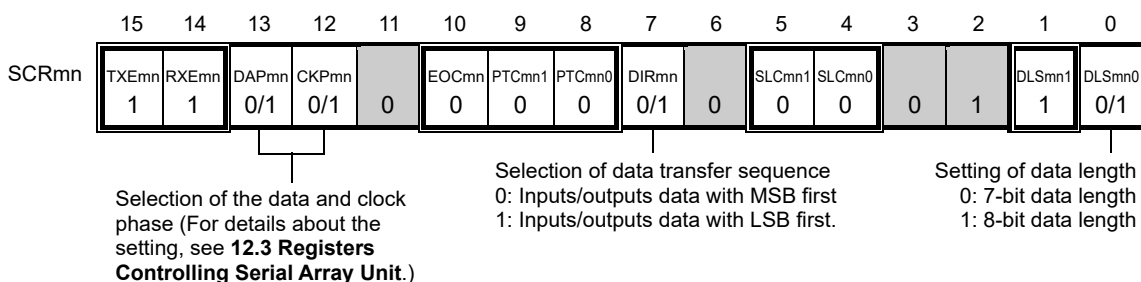 15 14 13 12 11 10 9 8 7 6 5 4 3 2 1 0
SCRmn TXEmn RXEmn DAPmn CKPmn EOCmn PTCmn1 PTCmn0 DIRmn SLCmn1 SLCmn0 DLSmn1 DLSmn0
1 1 0/1 0/1 0 0 0 0 0/1 0 0 0 0 1 1 0/1
Selection of the data and clock
phase (For details about the
setting, see 12.3 Registers
Controlling Serial Array Unit.)
Selection of data transfer sequence
0: Inputs/outputs data with MSB first
1: Inputs/outputs data with LSB first.
Setting of data length
0: 7-bit data length
1: 8-bit data length